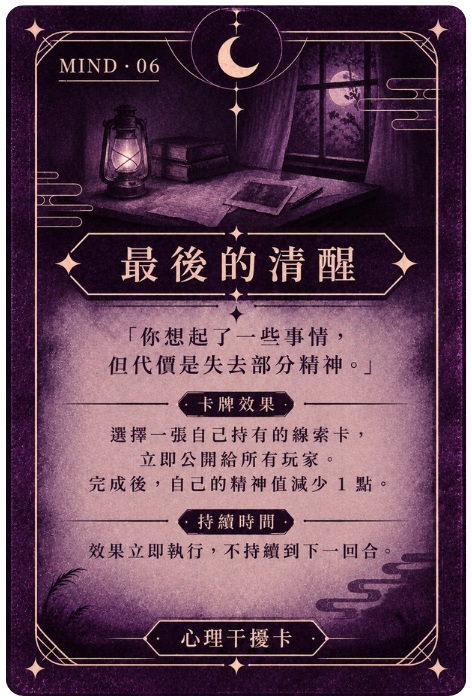 MIND · 06
最後的清醒
「你想起了一些事情，
但代價是失去部分精神。」
卡牌效果
選擇一張自己持有的線索卡，
立即公開給所有玩家。
完成後，自己的精神值減少 1 點。
持續時間
效果立即執行，不持續到下一回合。
心理干擾卡